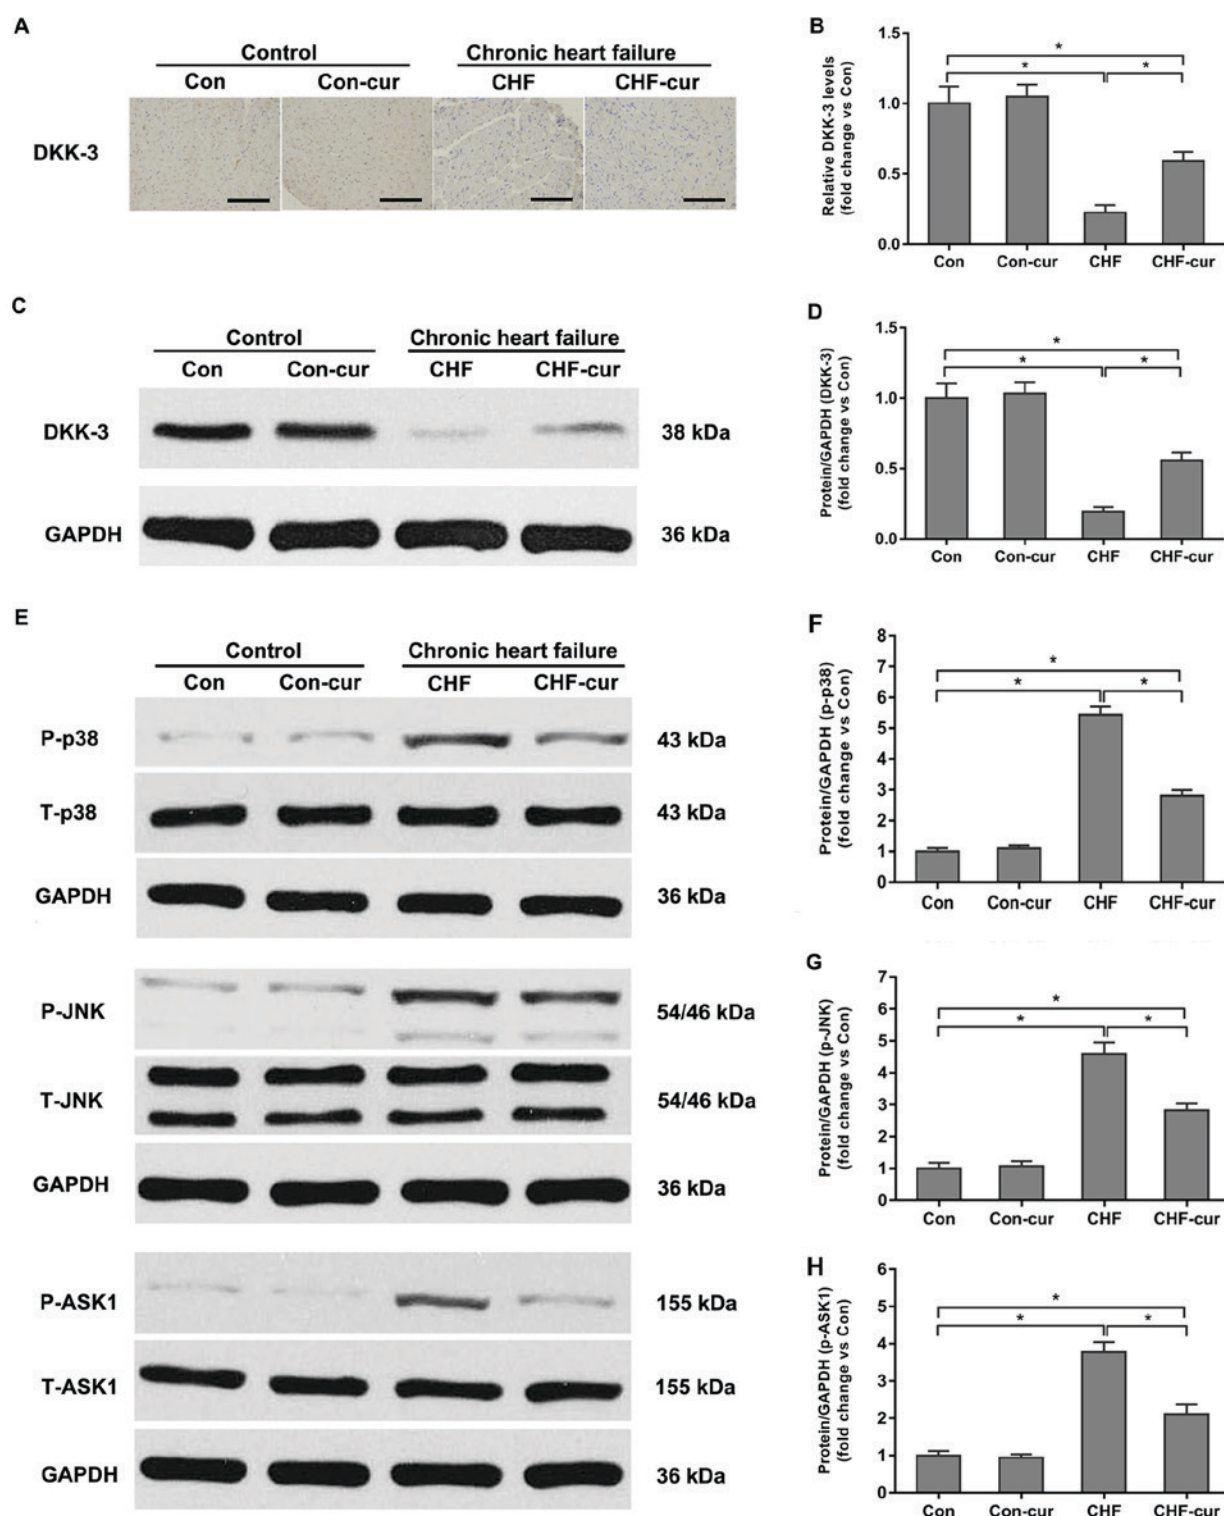 A
Control
Chronic heart failure
Con
Con-cur
CHF
CHF-cur
DKK-3
B
Relative DKK-3 levels
(fold change vs Con)
1.5
1.0
0.5
0.0
*
*
*
Con
Con-cur
CHF
CHF-cur
C
Control
Chronic heart failure
Con
Con-cur
CHF
CHF-cur
DKK-3
38 kDa
GAPDH
36 kDa
D
Protein/GAPDH (DKK-3)
(fold change vs Con)
1.5
1.0
0.5
0.0
*
*
*
Con
Con-cur
CHF
CHF-cur
E
Control
Chronic heart failure
Con
Con-cur
CHF
CHF-cur
P-p38
43 kDa
T-p38
43 kDa
GAPDH
36 kDa
P-JNK
54/46 kDa
T-JNK
54/46 kDa
GAPDH
36 kDa
P-ASK1
155 kDa
T-ASK1
155 kDa
GAPDH
36 kDa
F
Protein/GAPDH (p-p38)
(fold change vs Con)
8
7
6
5
4
3
2
1
0
*
*
*
Con
Con-cur
CHF
CHF-cur
G
Protein/GAPDH (p-JNK)
(fold change vs Con)
7
6
5
4
3
2
1
0
*
*
*
Con
Con-cur
CHF
CHF-cur
H
Protein/GAPDH (p-ASK1)
(fold change vs Con)
6
5
4
3
2
1
0
*
*
*
Con
Con-cur
CHF
CHF-cur